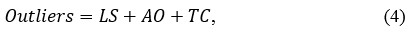 Outliers = LS + AO + TC, (4)